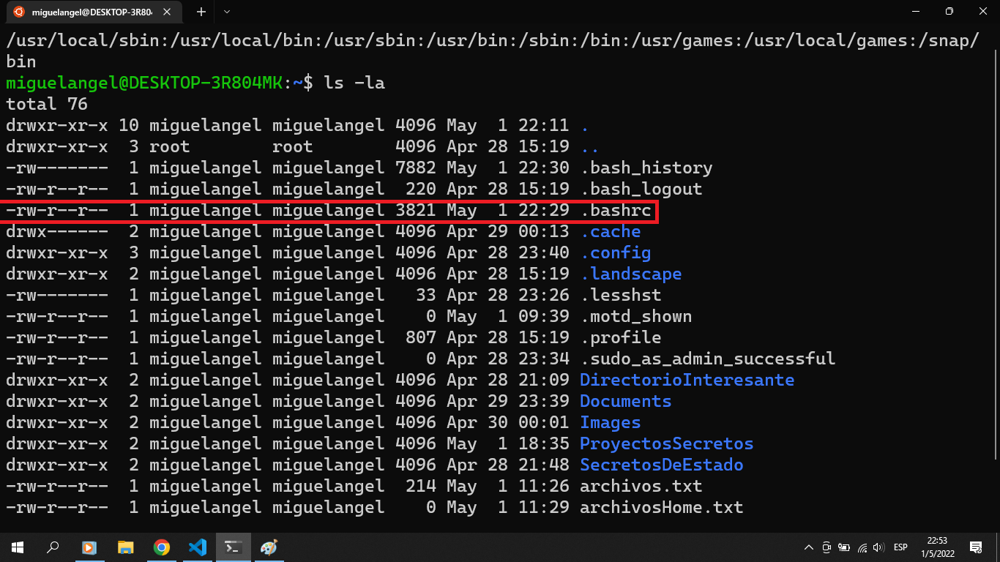 miguelangel@DESKTOP-3R80
/usr/local/sbin:/usr/local/bin:/usr/sbin:/usr/bin:/sbin:/bin:/usr/games:/usr/local/games:/snap/
bin
miguelangel@DESKTOP-3R804MK:~$ ls -la
total 76
drwxr-xr-x 10 miguelangel miguelangel 4096 May  1 22:11 .
drwxr-xr-x  3 root        root        4096 Apr 28 15:19 ..
-rw-------  1 miguelangel miguelangel 7882 May  1 22:30 .bash_history
-rw-r--r--  1 miguelangel miguelangel  220 Apr 28 15:19 .bash_logout
-rw-r--r--  1 miguelangel miguelangel 3821 May  1 22:29 .bashrc
drwx------  2 miguelangel miguelangel 4096 Apr 29 00:13 .cache
drwxr-xr-x  3 miguelangel miguelangel 4096 Apr 28 23:40 .config
drwxr-xr-x  2 miguelangel miguelangel 4096 Apr 28 15:19 .landscape
-rw-------  1 miguelangel miguelangel   33 Apr 28 23:26 .lesshst
-rw-r--r--  1 miguelangel miguelangel    0 May  1 09:39 .motd_shown
-rw-r--r--  1 miguelangel miguelangel  807 Apr 28 15:19 .profile
-rw-r--r--  1 miguelangel miguelangel    0 Apr 28 23:34 .sudo_as_admin_successful
drwxr-xr-x  2 miguelangel miguelangel 4096 Apr 28 21:09 DirectorioInteresante
drwxr-xr-x  2 miguelangel miguelangel 4096 Apr 29 23:39 Documents
drwxr-xr-x  2 miguelangel miguelangel 4096 Apr 30 00:01 Images
drwxr-xr-x  2 miguelangel miguelangel 4096 May  1 18:35 ProyectosSecretos
drwxr-xr-x  2 miguelangel miguelangel 4096 Apr 28 21:48 SecretosDeEstado
-rw-r--r--  1 miguelangel miguelangel  214 May  1 11:26 archivos.txt
-rw-r--r--  1 miguelangel miguelangel    0 May  1 11:29 archivosHome.txt
ESP
22:53
1/5/2022